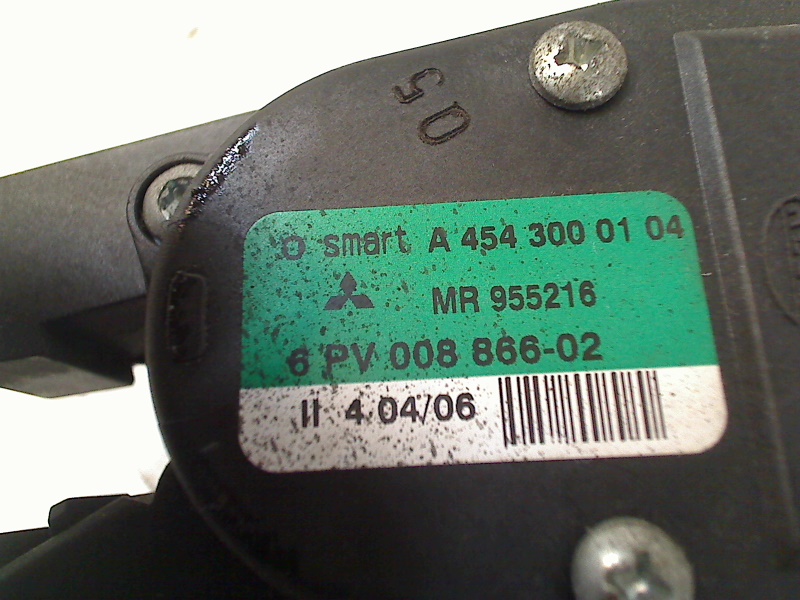 05
smart A 454 300 01 04
MR 955216
6 PV 008 866-02
II 4 04/06